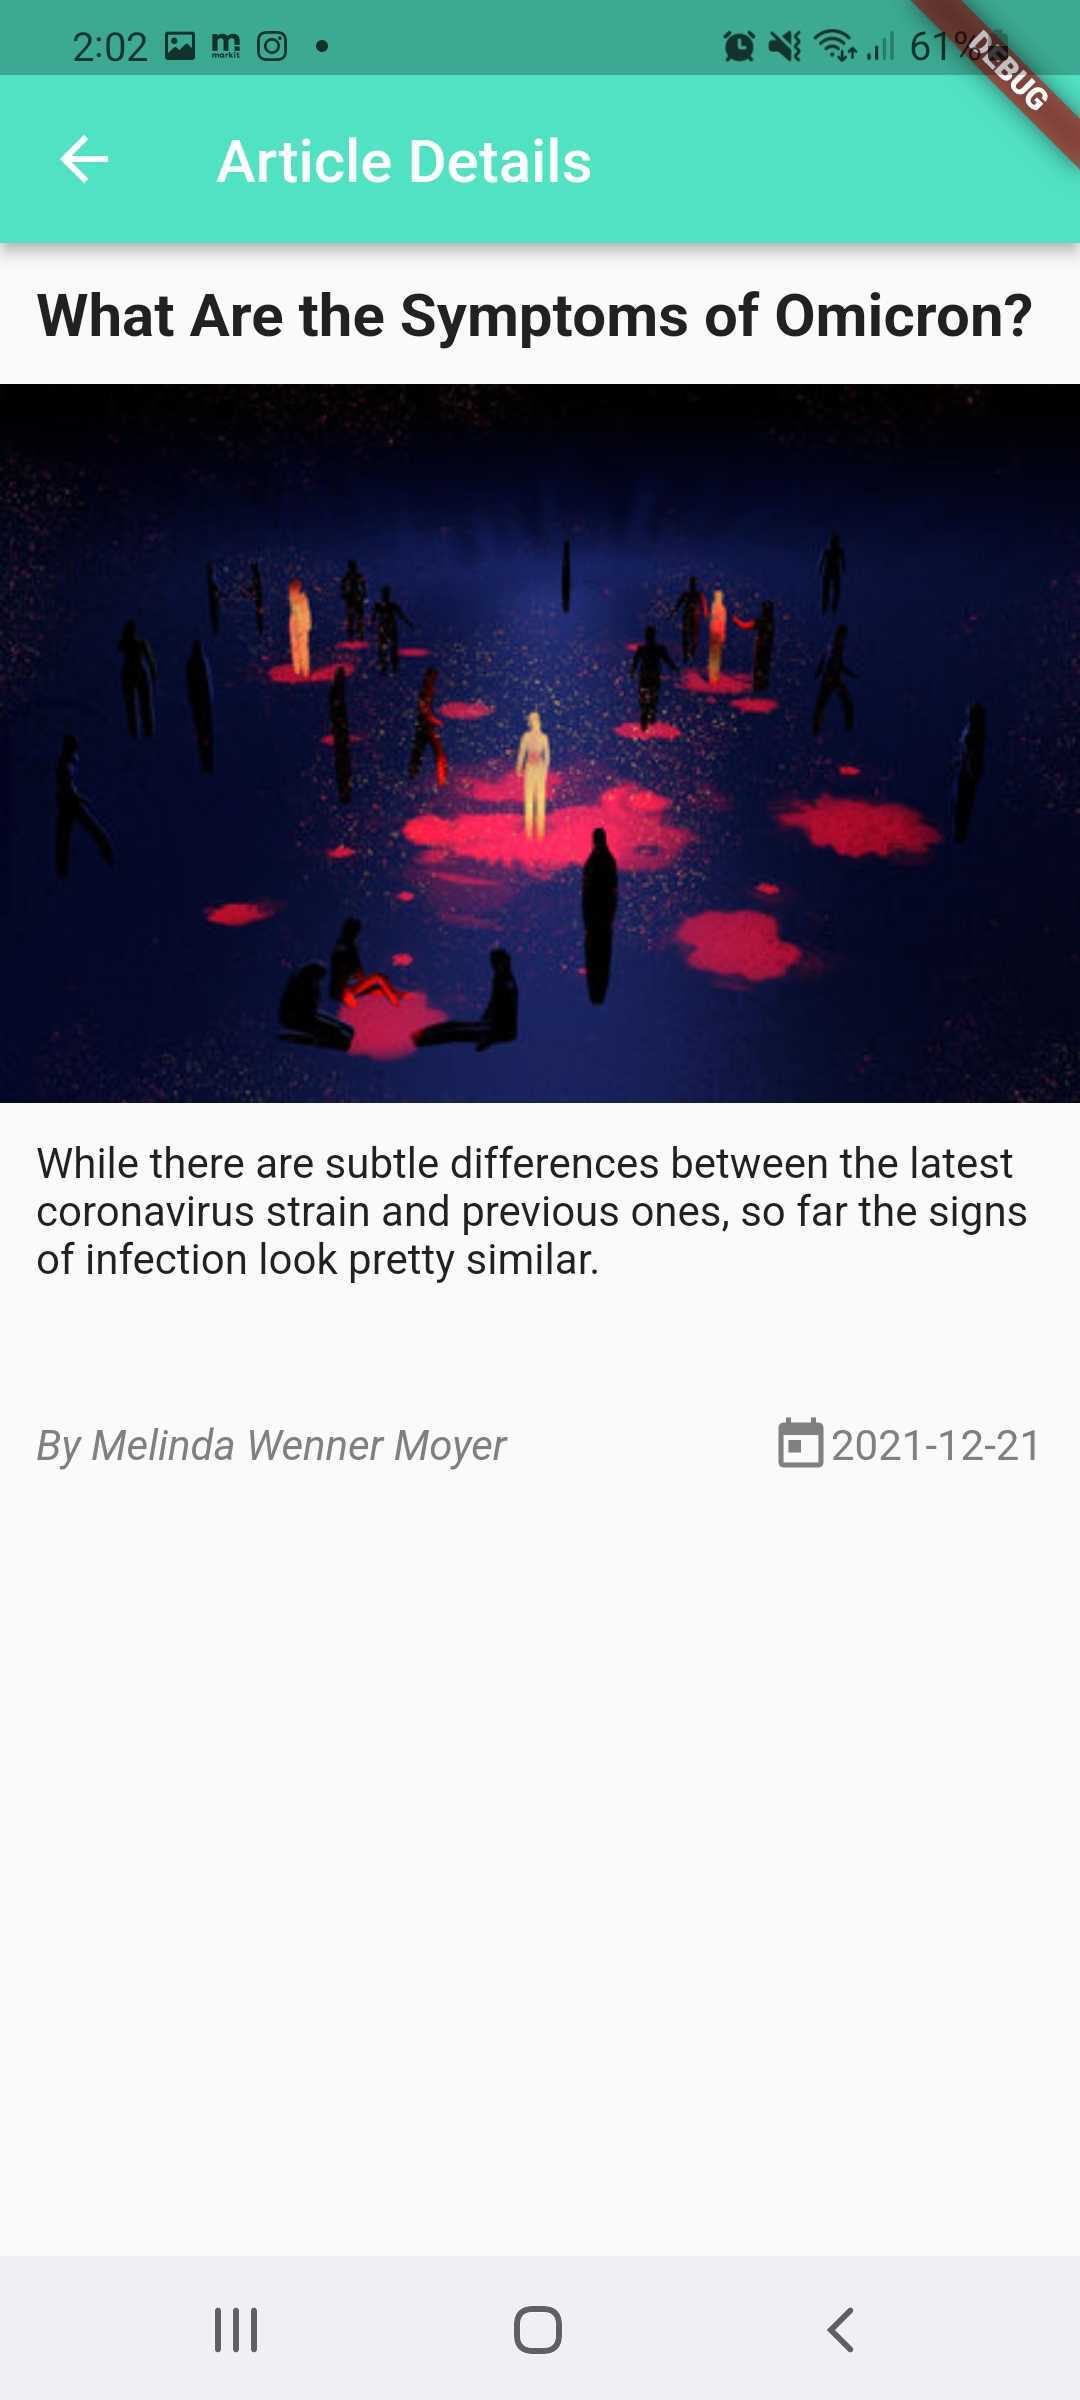 2:02 m markit 61%
DEBUG
Article Details
What Are the Symptoms of Omicron?
While there are subtle differences between the latest
coronavirus strain and previous ones, so far the signs
of infection look pretty similar.
By Melinda Wenner Moyer 2021-12-21